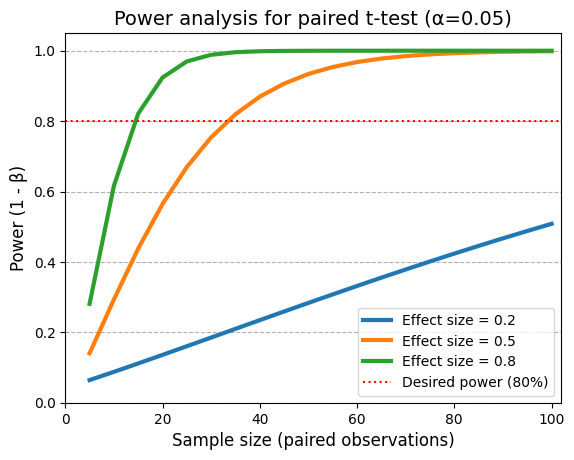 Power analysis for paired t-test (α=0.05)
1.0
0.8
0.6
0.4
0.2
0.0
Power (1 - β)
0
20
40
60
80
100
Sample size (paired observations)
Effect size = 0.2
Effect size = 0.5
Effect size = 0.8
Desired power (80%)